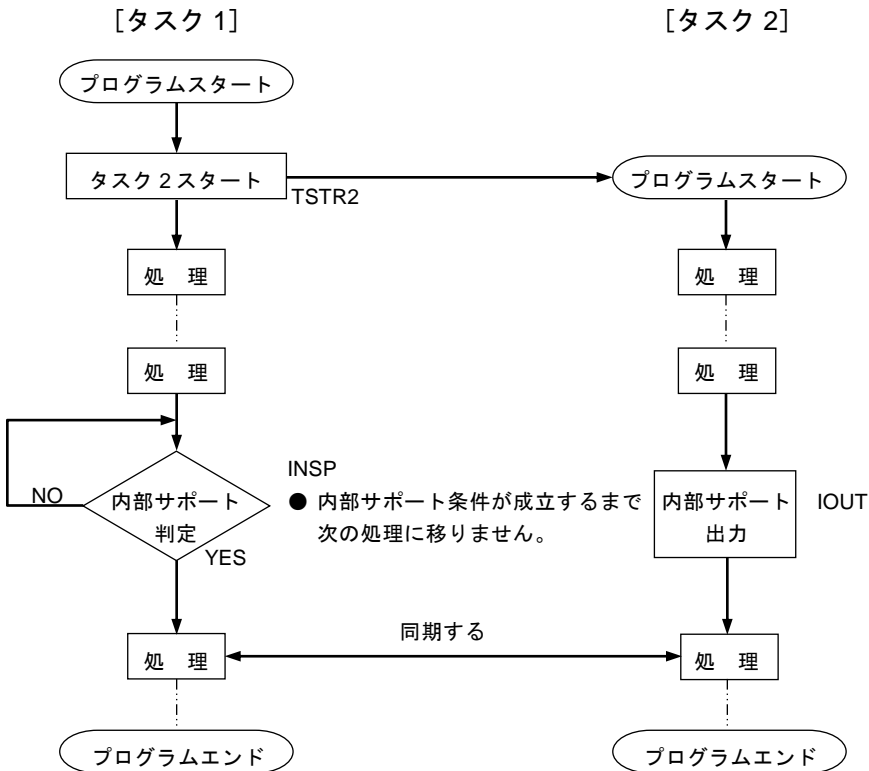 [タスク 1]
[タスク 2]
プログラムスタート
タスク 2 スタート
TSTR2
プログラムスタート
処 理
処 理
処 理
処 理
INSP
NO
内部サポート
判定
YES
● 内部サポート条件が成立するまで
次の処理に移りません。
内部サポート
出力
IOUT
同期する
処 理
処 理
プログラムエンド
プログラムエンド